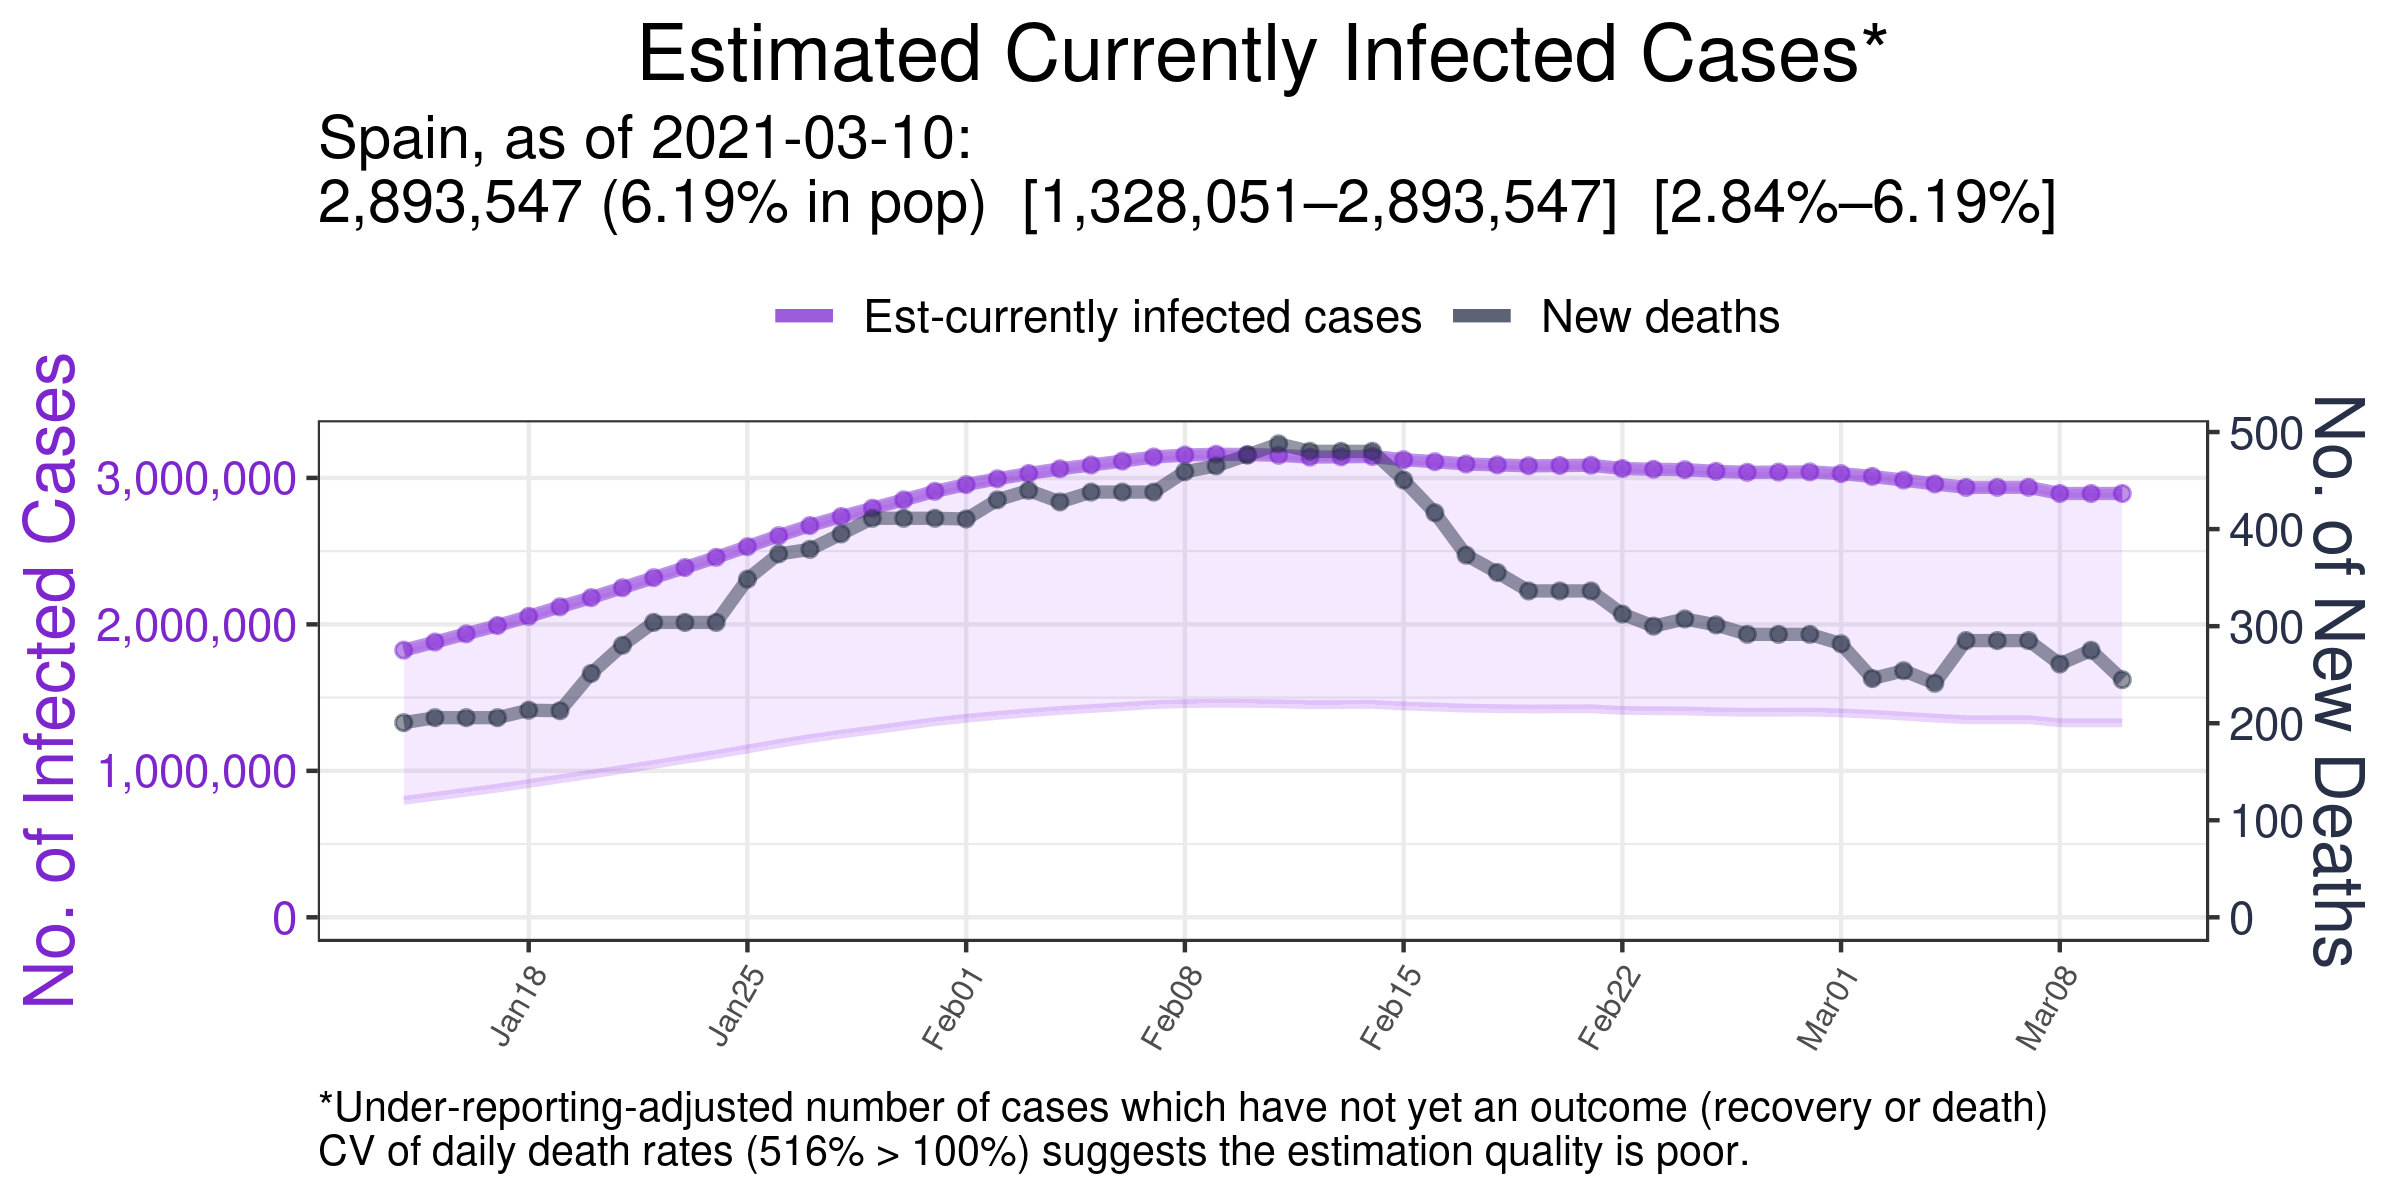 Estimated Currently Infected Cases*
Spain, as of 2021-03-10:
2,893,547 (6.19% in pop)  [1,328,051–2,893,547]  [2.84%–6.19%]
Est-currently infected cases
New deaths
No. of Infected Cases
3,000,000
2,000,000
1,000,000
0
No. of New Deaths
500
400
300
200
100
0
Jan18
Jan25
Feb01
Feb08
Feb15
Feb22
Mar01
Mar08
*Under-reporting-adjusted number of cases which have not yet an outcome (recovery or death)
CV of daily death rates (516% > 100%) suggests the estimation quality is poor.